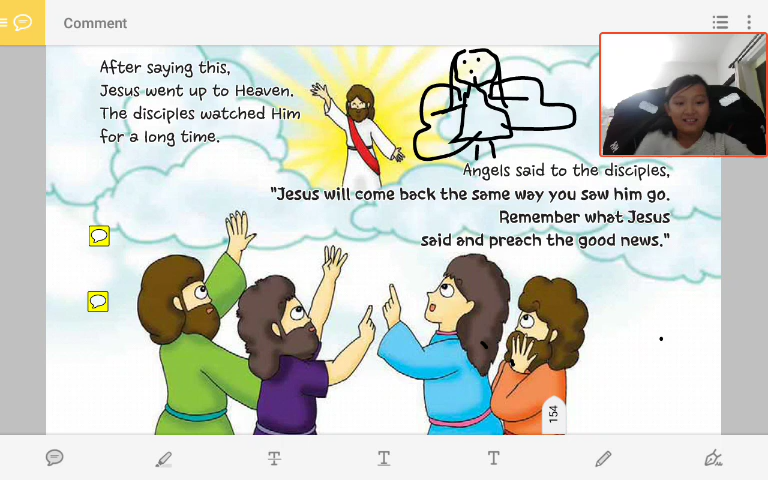 Comment
After saying this,
Jesus went up to Heaven.
The disciples watched Him
for a long time.
Angels said to the disciples,
"Jesus will come back the same way you saw him go.
Remember what Jesus
said and preach the good news."
154
T
T
T